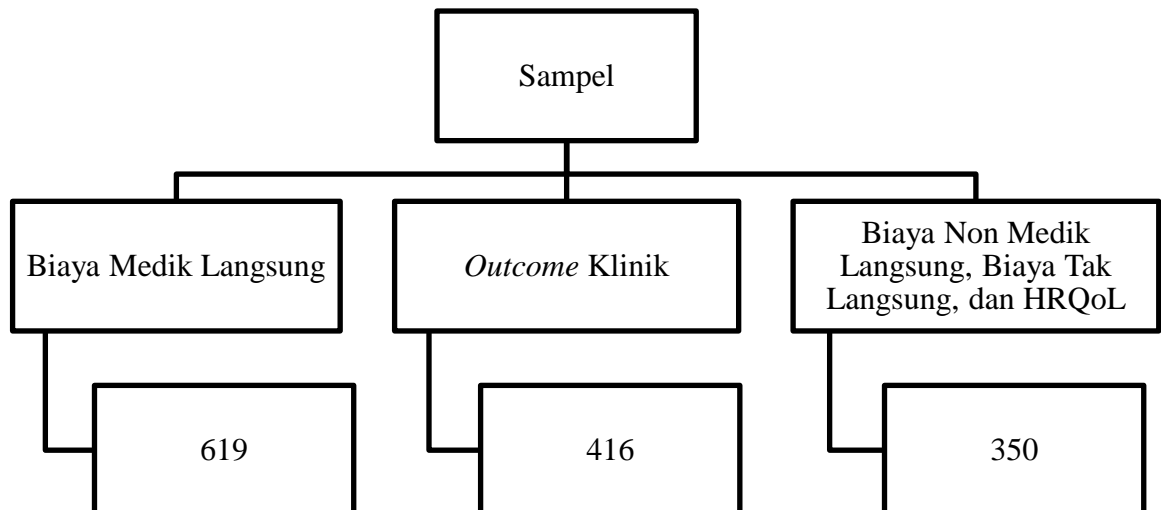 Sampel
Biaya Medik Langsung
Outcome Klinik
Biaya Non Medik
Langsung, Biaya Tak
Langsung, dan HRQoL
619
416
350